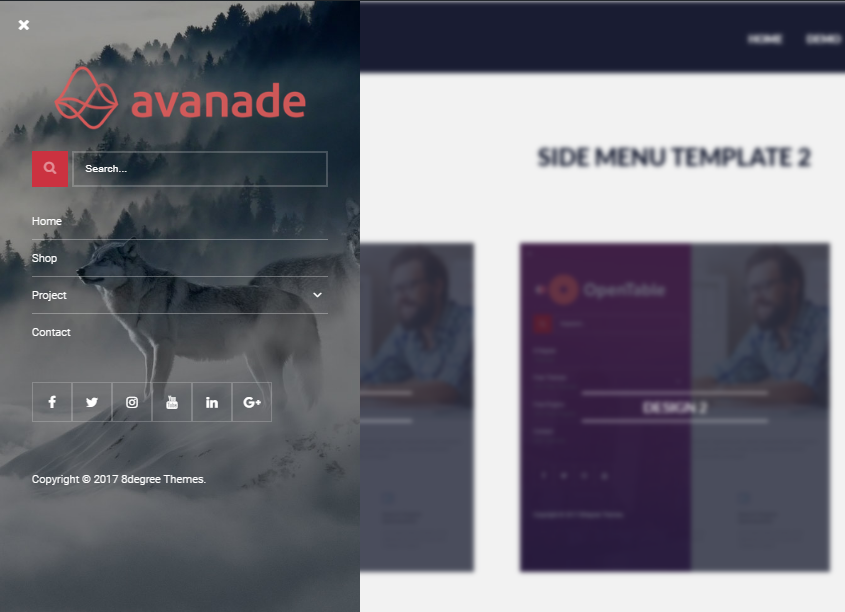 avanade
Search...
Home
Shop
Project
Contact
Copyright © 2017 8degree Themes.
HOME DEMO
SIDE MENU TEMPLATE 2
OpenTable
DESIGN 2